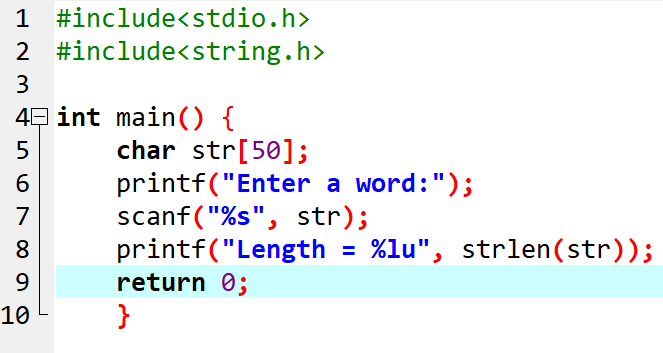 1 #include<stdio.h>
2 #include<string.h>
3
4 int main() {
5 char str[50];
6 printf("Enter a word:");
7 scanf("%s", str);
8 printf("Length = %lu", strlen(str));
9 return 0;
10 }